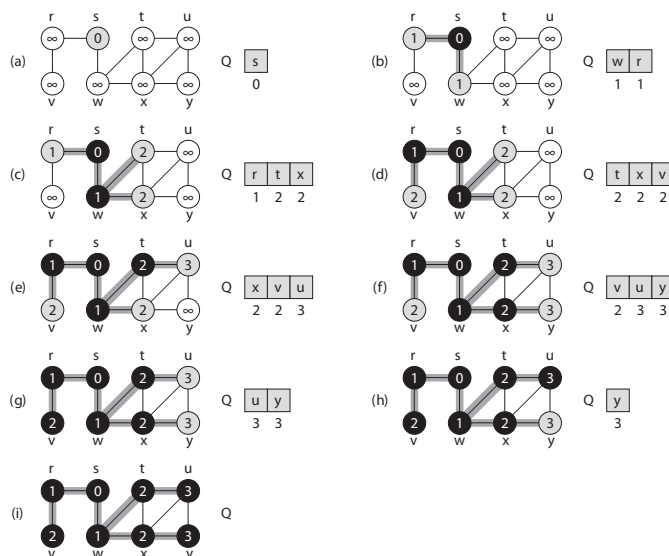 r s t u
∞ 0 ∞ ∞
(a) Q s
0
∞ ∞ ∞ ∞
v w x y
r s t u
1 0 ∞ ∞
(b) Q w r
1 1
∞ 1 ∞ ∞
v w x y
r s t u
1 0 2 ∞
(c) Q r t x
1 2 2
∞ 1 2 ∞
v w x y
r s t u
1 0 2 ∞
(d) Q t x v
2 2 2
2 1 2 ∞
v w x y
r s t u
1 0 2 3
(e) Q x v u
2 2 3
2 1 2 ∞
v w x y
r s t u
1 0 2 3
(f) Q v u y
2 3 3
2 1 2 3
v w x y
r s t u
1 0 2 3
(g) Q u y
3 3
2 1 2 3
v w x y
r s t u
1 0 2 3
(h) Q y
3
2 1 2 3
v w x y
r s t u
1 0 2 3
(i) Q
2 1 2 3
v w x y